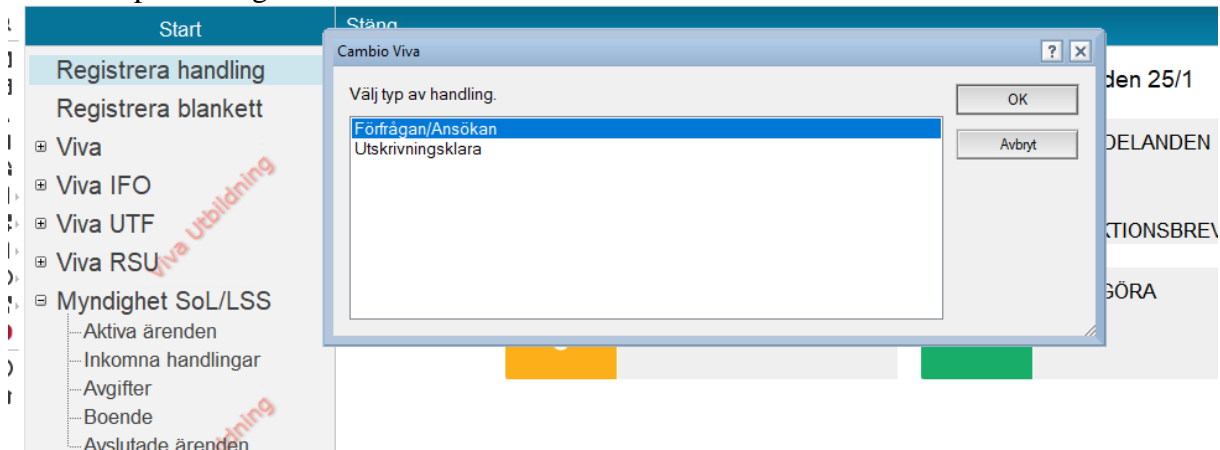 Start
Stäng
Registrera handling
Registrera blankett
Viva
Viva IFO
Viva UTF
Viva RSU
Myndighet SoL/LSS
Aktiva ärenden
Inkomna handlingar
Avgifter
Boende
Avslutade ärenden
Viva Utbildning
Cambio Viva
Välj typ av handling.
Förfrågan/Ansökan
Utskrivningsklara
OK
Avbryt
den 25/1
DELANDEN
KTIONSBREV
GÖRA